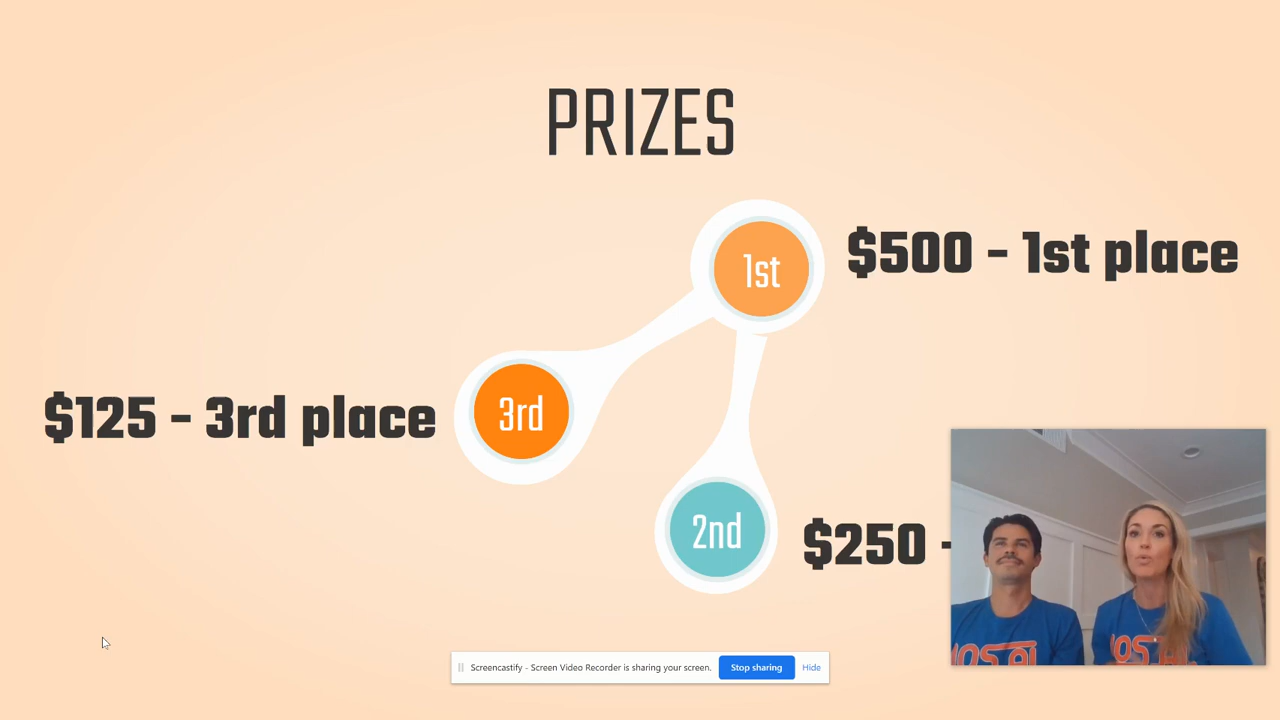 PRIZES
1st
$500 - 1st place
$125 - 3rd place
3rd
2nd
$250 -
Screencastify - Screen Video Recorder is sharing your screen.
Stop sharing
Hide